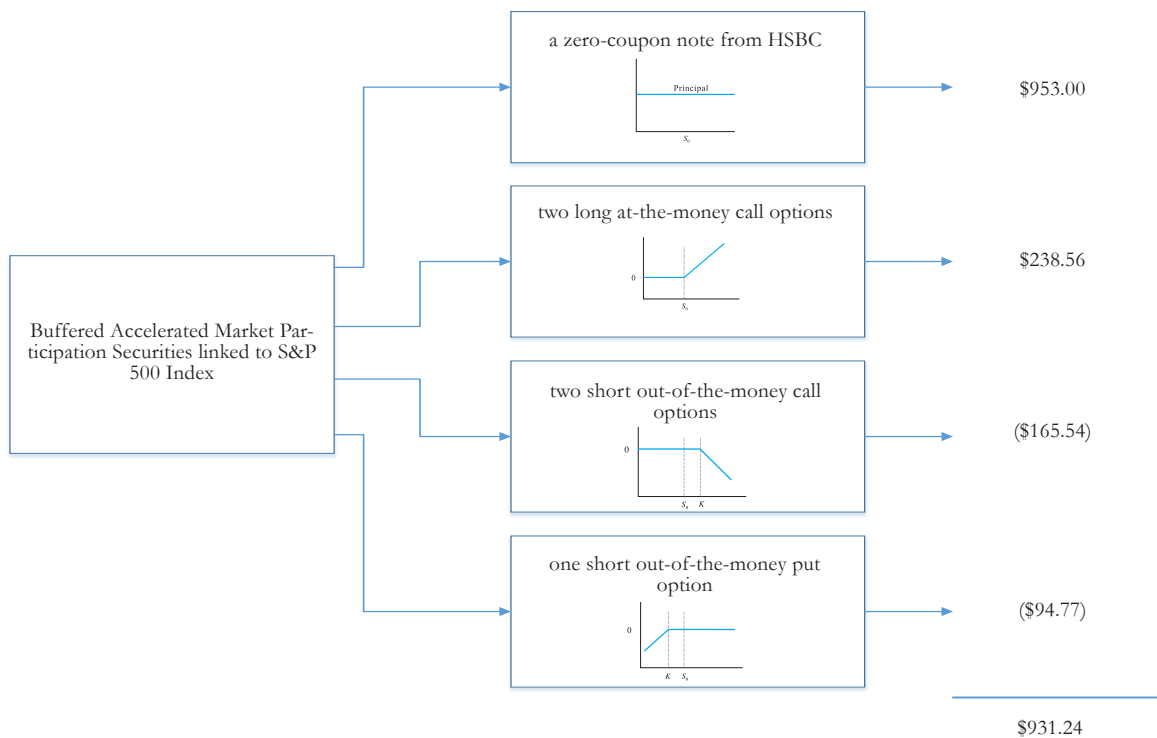 a zero-coupon note from HSBC
Principal
S₀
$953.00
two long at-the-money call options
0
S₀
$238.56
Buffered Accelerated Market Par-
ticipation Securities linked to S&P
500 Index
two short out-of-the-money call
options
0
S₀ K
($165.54)
one short out-of-the-money put
option
0
K S₀
($94.77)
$931.24